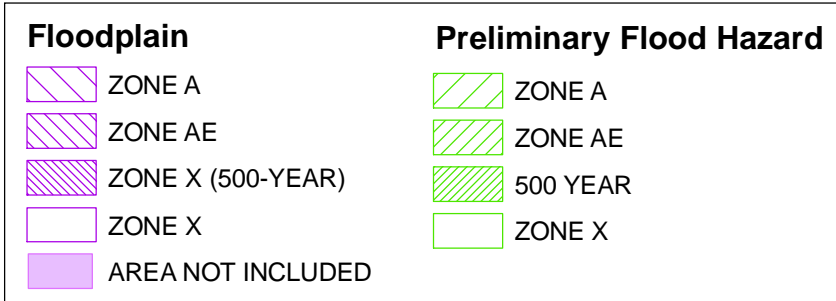 Floodplain
ZONE A
ZONE AE
ZONE X (500-YEAR)
ZONE X
AREA NOT INCLUDED
Preliminary Flood Hazard
ZONE A
ZONE AE
500 YEAR
ZONE X